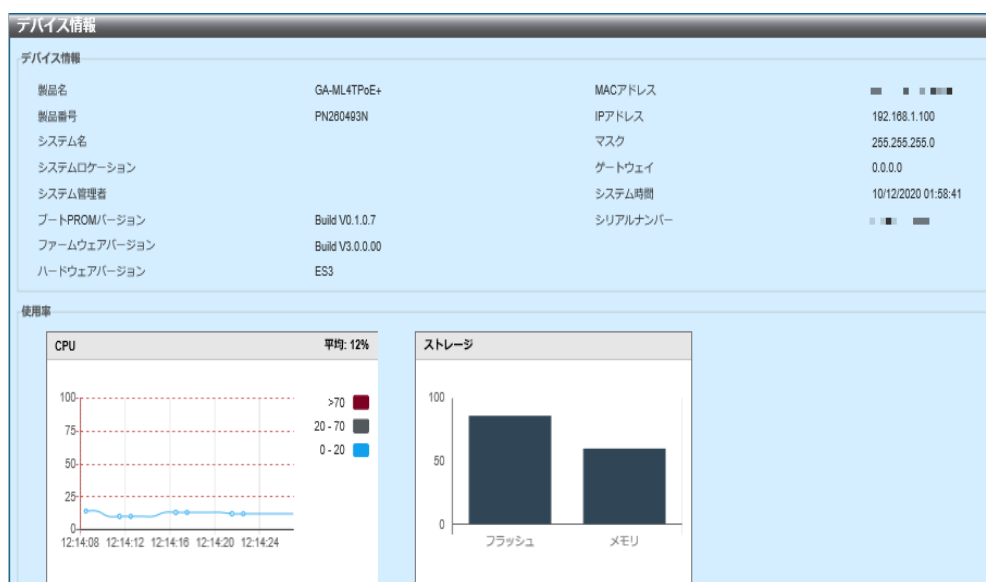 デバイス情報
デバイス情報
製品名 GA-ML4TPoE+ MACアドレス
製品番号 PN260493N IPアドレス 192.168.1.100
システム名 マスク 255.255.255.0
システムロケーション ゲートウェイ 0.0.0.0
システム管理者 システム時間 10/12/2020 01:58:41
ブートPROMバージョン Build V0.1.0.7 シリアルナンバー
ファームウェアバージョン Build V3.0.0.00
ハードウェアバージョン ES3
使用率
CPU 平均: 12%
100
75
50
25
0
12:14:08 12:14:12 12:14:16 12:14:20 12:14:24
>70
20 - 70
0 - 20
ストレージ
100
50
0
フラッシュ メモリ